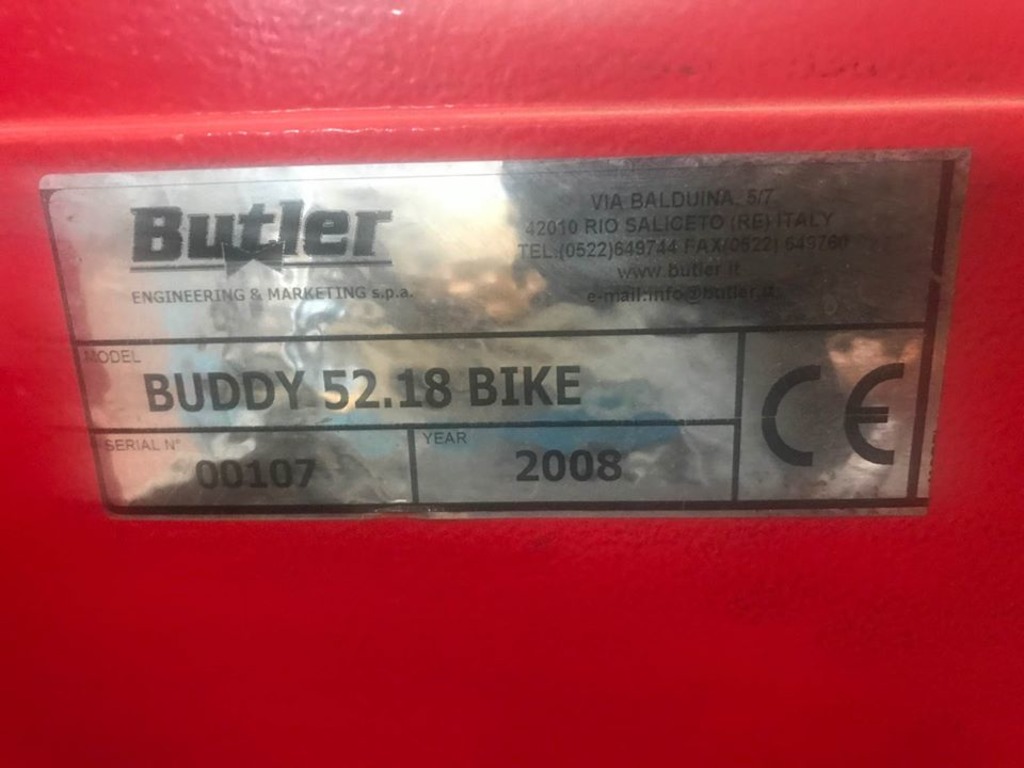 Butler
ENGINEERING & MARKETING s.p.a.
VIA BALDUINA, 5/7
42010 RIO SALICETO (RE) ITALY
TEL.(0522)649744 FAX(0522) 649760
www.butler.it
e-mail:info@butler.it
MODEL
BUDDY 52.18 BIKE
SERIAL N°
00107
YEAR
2008
CE